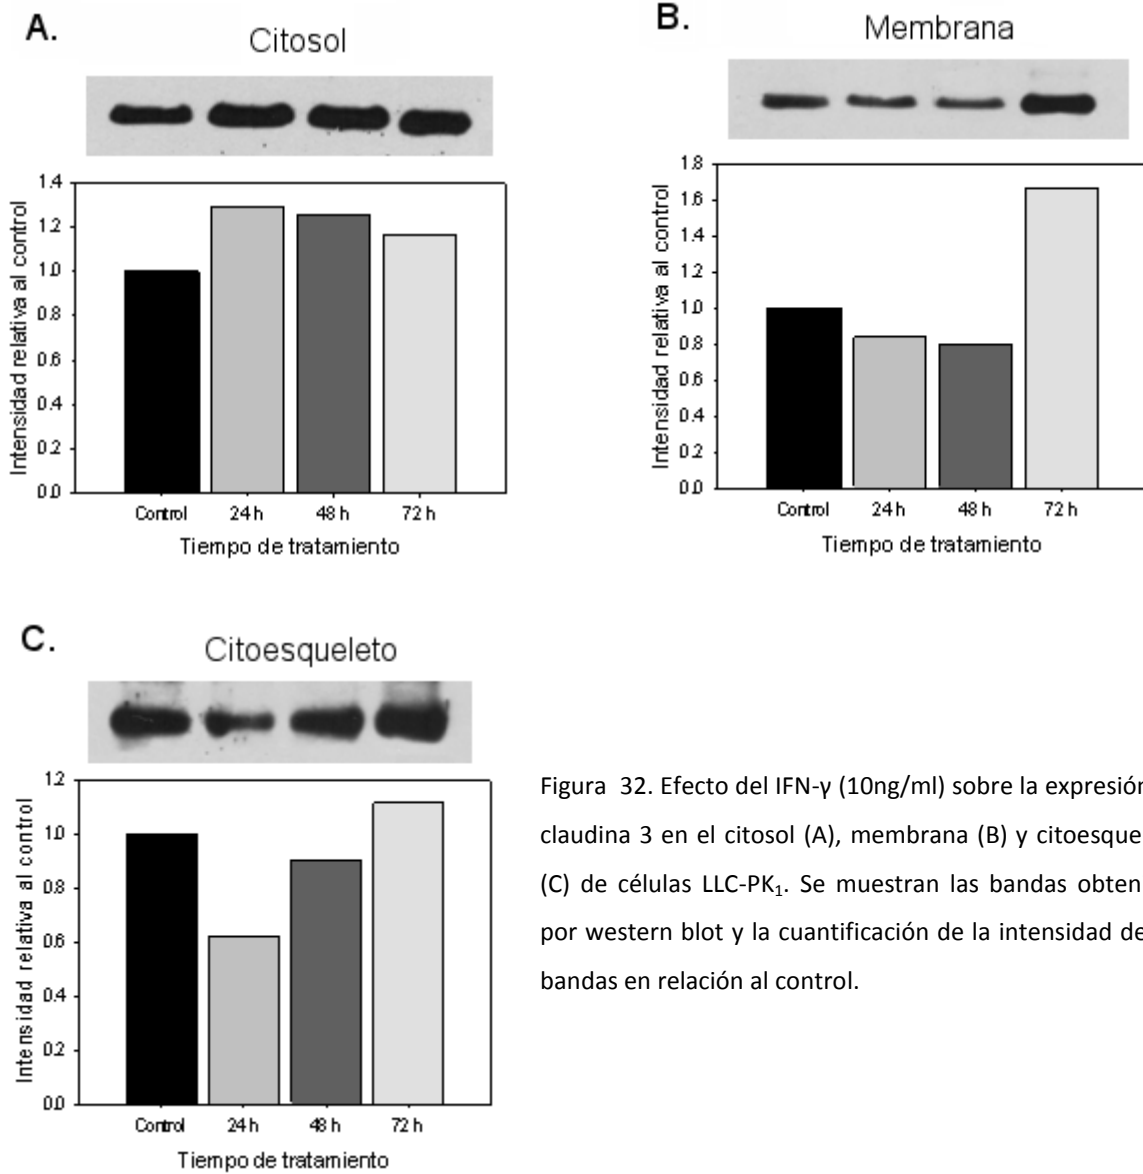 A.
Citosol
Intensidad relativa al control
1.4
1.2
1.0
0.8
0.6
0.4
0.2
0.0
Control 24 h 48 h 72 h
Tiempo de tratamiento
B.
Membrana
Intensidad relativa al control
1.8
1.6
1.4
1.2
1.0
0.8
0.6
0.4
0.2
0.0
Control 24 h 48 h 72 h
Tiempo de tratamiento
C.
Citoesqueleto
Intensidad relativa al control
1.2
1.0
0.8
0.6
0.4
0.2
0.0
Control 24 h 48 h 72 h
Tiempo de tratamiento
Figura 32. Efecto del IFN-γ (10ng/ml) sobre la expresión
claudina 3 en el citosol (A), membrana (B) y citoesque
(C) de células LLC-PK₁. Se muestran las bandas obten
por western blot y la cuantificación de la intensidad de
bandas en relación al control.